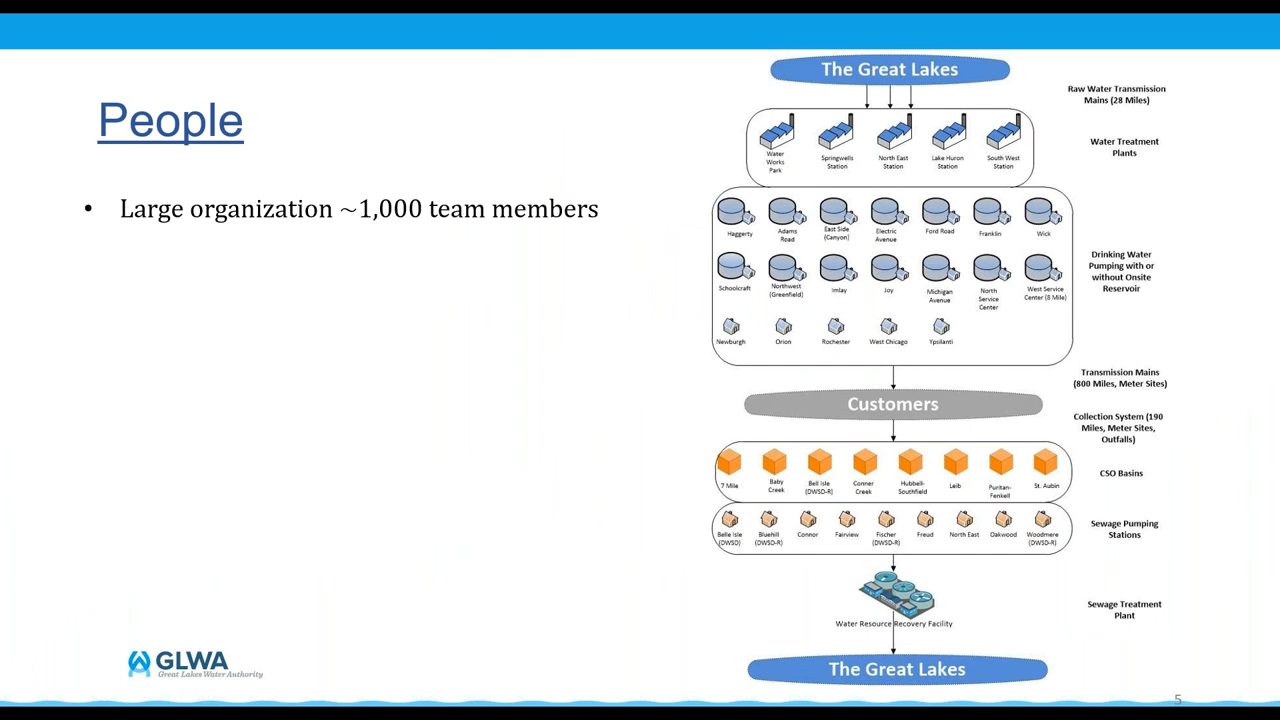 People
• Large organization ~1,000 team members
The Great Lakes
Raw Water Transmission
Mains (28 Miles)
Water
Works
Park
Springwells
Station
North East
Station
Lake Huron
Station
South West
Station
Water Treatment
Plants
Haggerty
Adams
Road
East Side
(Canyon)
Electric
Avenue
Ford Road
Franklin
Wick
Schoolcraft
Northwest
(Greenfield)
Imlay
Joy
Michigan
Avenue
North
Service
Center
West Service
Center (8 Mile)
Newburgh
Orion
Rochester
West Chicago
Ypsilanti
Drinking Water
Pumping with or
without Onsite
Reservoir
Transmission Mains
(800 Miles, Meter Sites)
Customers
Collection System (190
Miles, Meter Sites,
Outfalls)
7 Mile
Baby
Creek
Bell Isle
(DWSD-R)
Conner
Creek
Hubbell-
Southfield
Leib
Puritan-
Fenkell
St. Aubin
CSO Basins
Belle Isle
(DWSD)
Bluehill
(DWSD-R)
Connor
Fairview
Fischer
(DWSD-R)
Freud
North East
Oakwood
Woodmere
(DWSD-R)
Sewage Pumping
Stations
Water Resource Recovery Facility
Sewage Treatment
Plant
The Great Lakes
GLWA
Great Lakes Water Authority
5